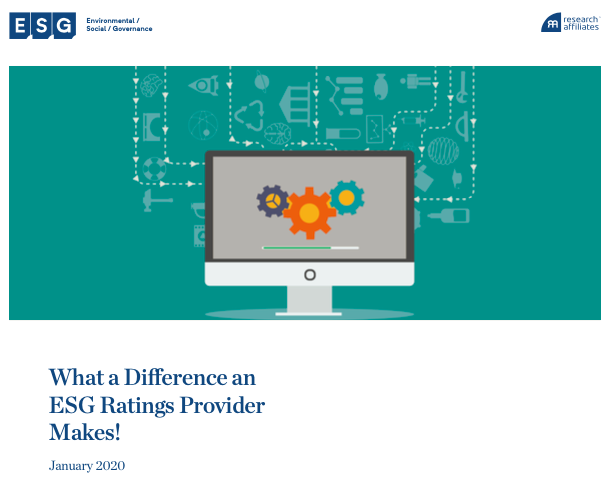 ESG
Environmental /
Social / Governance
research
affiliates
What a Difference an
ESG Ratings Provider
Makes!
January 2020